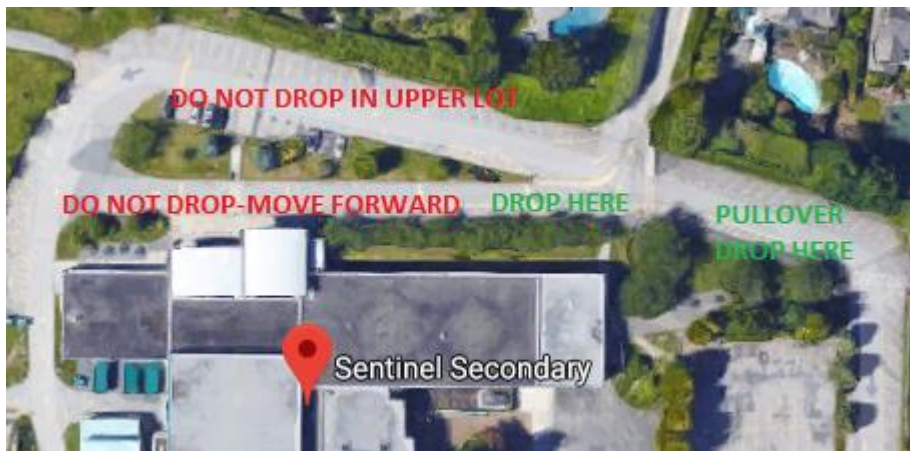 DO NOT DROP IN UPPER LOT
DO NOT DROP-MOVE FORWARD
DROP HERE
PULLOVER
DROP HERE
Sentinel Secondary